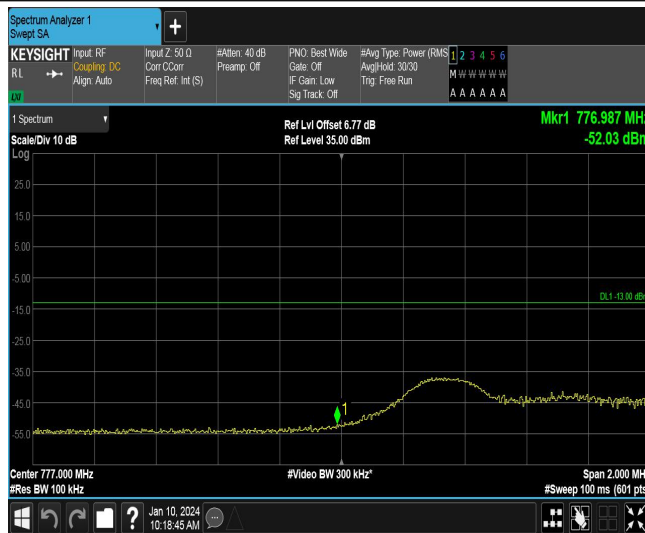 Spectrum Analyzer 1
Swept SA
+
KEYSIGHT
RL
LXI
Input: RF
Coupling: DC
Align: Auto
Input Z: 50 Ω
Corr CCorr
Freq Ref: Int (S)
#Atten: 40 dB
Preamp: Off
PNO: Best Wide
Gate: Off
IF Gain: Low
Sig Track: Off
#Avg Type: Power (RMS
Avg|Hold: 30/30
Trig: Free Run
1 2 3 4 5 6
M W W W W W
A A A A A A
1 Spectrum
Scale/Div 10 dB
Log
Ref Lvl Offset 6.77 dB
Ref Level 35.00 dBm
Mkr1 776.987 MHz
-52.03 dBm
25.0
15.0
5.00
-5.00
DL1 -13.00 dBm
-15.0
-25.0
-35.0
-45.0
1
-55.0
Center 777.000 MHz
#Res BW 100 kHz
#Video BW 300 kHz*
Span 2.000 MHz
#Sweep 100 ms (601 pts)
?
Jan 10, 2024
10:18:45 AM